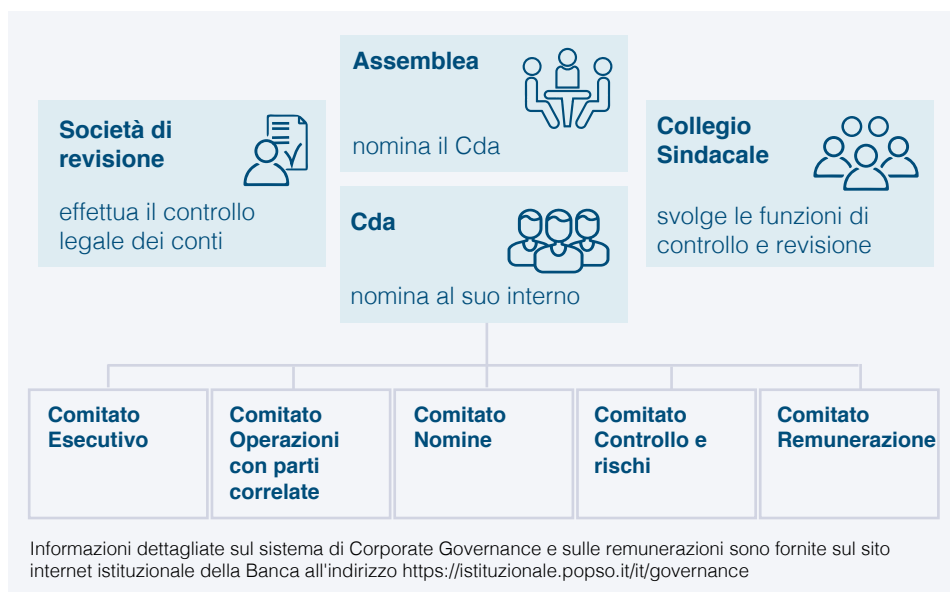 Assemblea
nomina il Cda
Società di
revisione
effettua il controllo
legale dei conti
Collegio
Sindacale
svolge le funzioni di
controllo e revisione
Cda
nomina al suo interno
Comitato
Esecutivo
Comitato
Operazioni
con parti
correlate
Comitato
Nomine
Comitato
Controllo e
rischi
Comitato
Remunerazione
Informazioni dettagliate sul sistema di Corporate Governance e sulle remunerazioni sono fornite sul sito
internet istituzionale della Banca all'indirizzo https://istituzionale.popso.it/it/governance